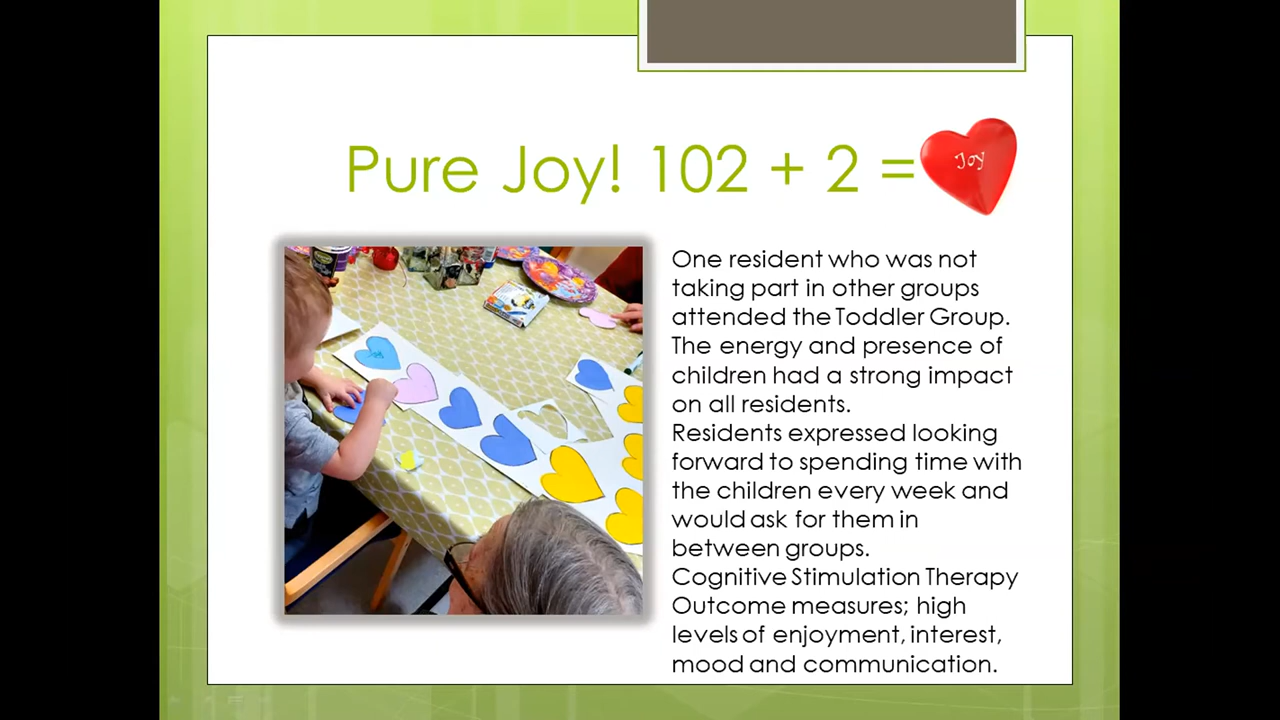 Pure Joy! 102 + 2 =
Joy
One resident who was not
taking part in other groups
attended the Toddler Group.
The energy and presence of
children had a strong impact
on all residents.
Residents expressed looking
forward to spending time with
the children every week and
would ask for them in
between groups.
Cognitive Stimulation Therapy
Outcome measures; high
levels of enjoyment, interest,
mood and communication.